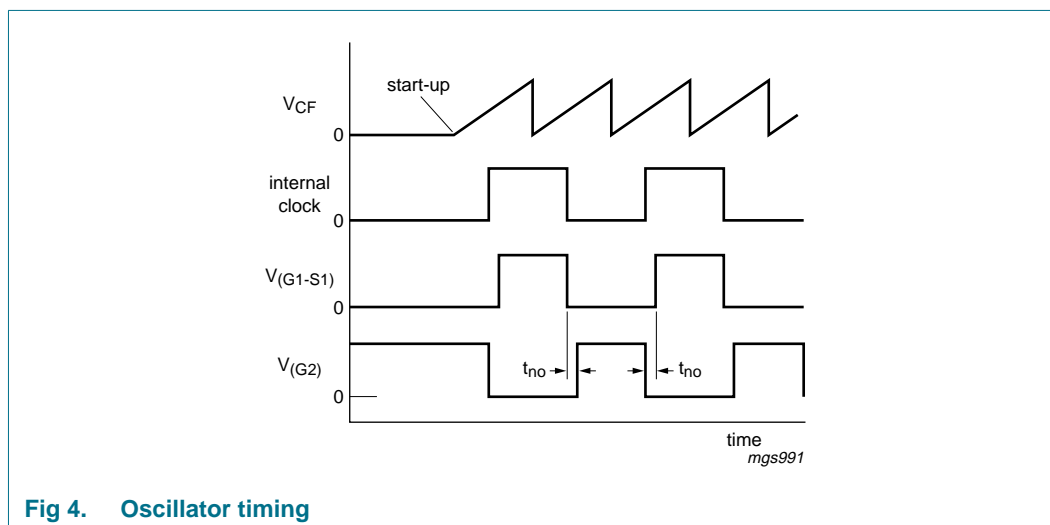 start-up
VCF
0
internal
clock
0
V(G1-S1)
0
V(G2)
tno
tno
0
time
mgs991
Fig 4. Oscillator timing